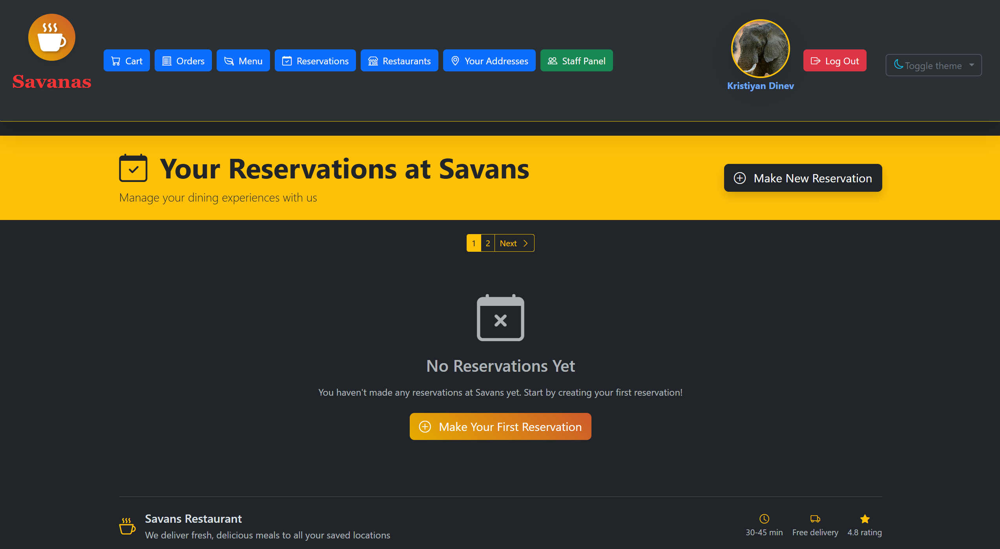 Savanas
Cart
Orders
Menu
Reservations
Restaurants
Your Addresses
Staff Panel
Kristiyan Dinev
Log Out
Toggle theme
Your Reservations at Savans
Manage your dining experiences with us
Make New Reservation
1 2 Next
No Reservations Yet
You haven't made any reservations at Savans yet. Start by creating your first reservation!
Make Your First Reservation
Savans Restaurant
We deliver fresh, delicious meals to all your saved locations
30-45 min
Free delivery
4.8 rating